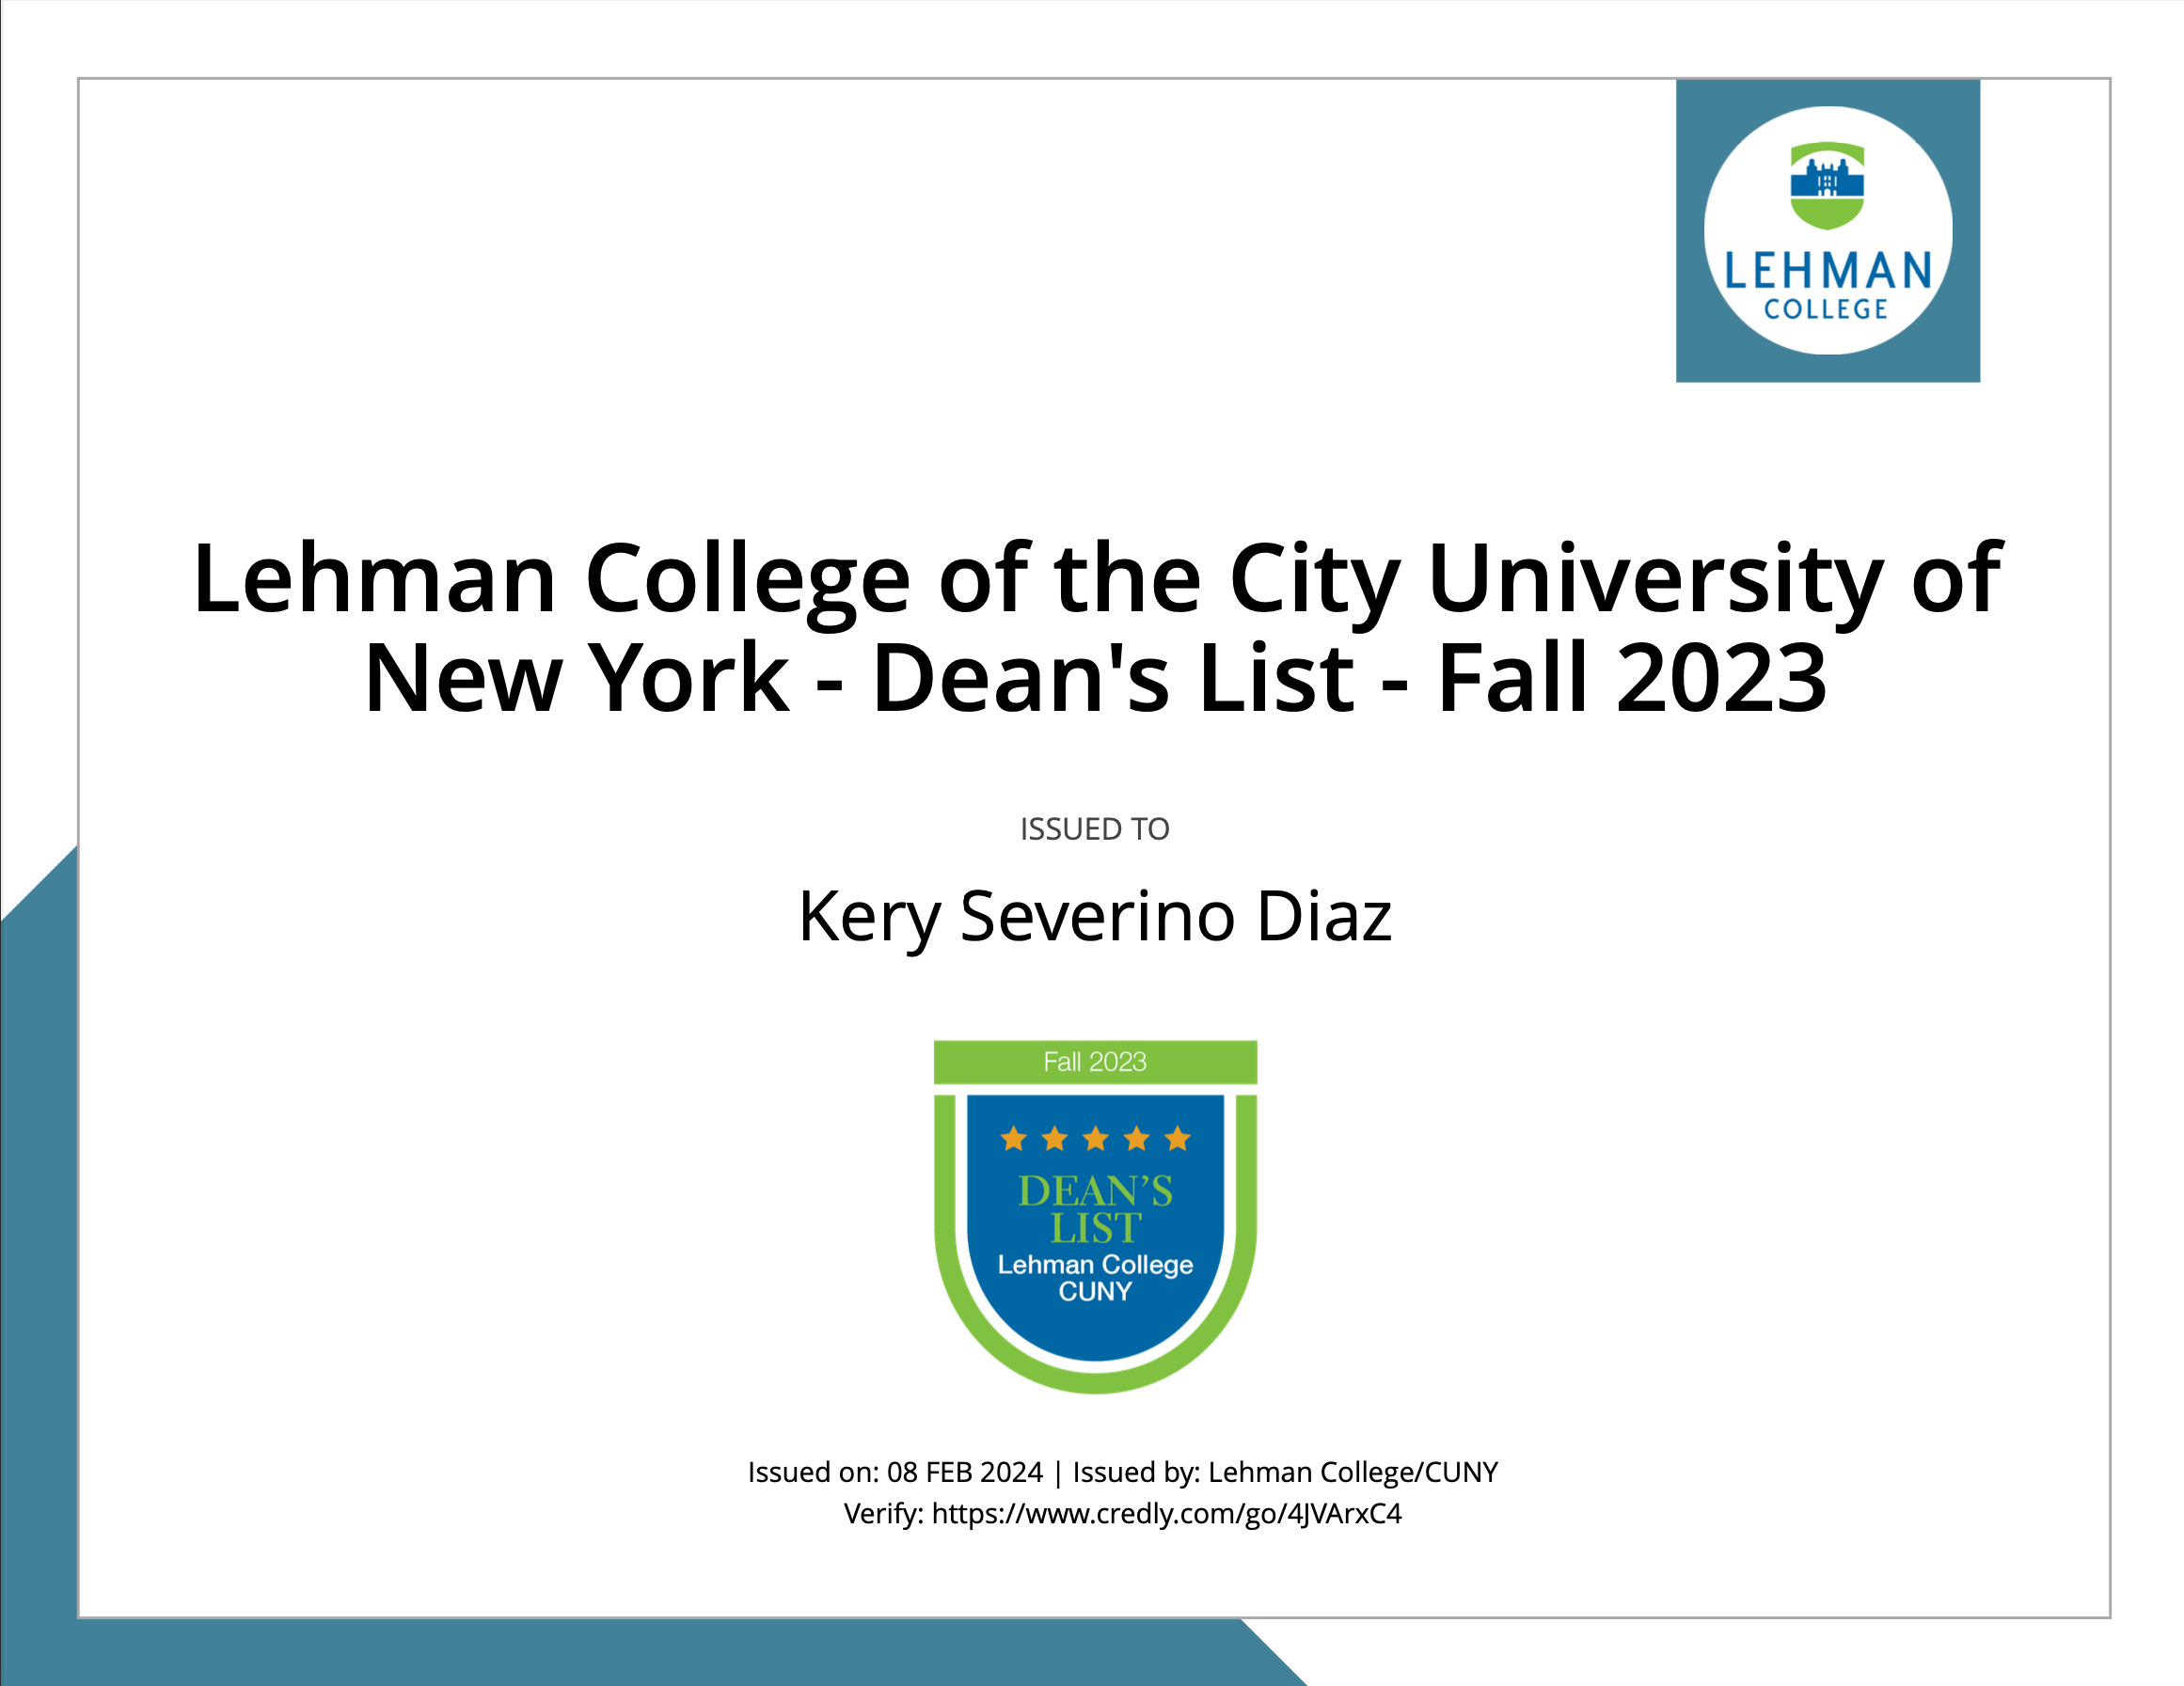 LEHMAN
COLLEGE
Lehman College of the City University of
New York - Dean's List - Fall 2023
ISSUED TO
Kery Severino Diaz
Fall 2023
DEAN'S
LIST
Lehman College
CUNY
Issued on: 08 FEB 2024 | Issued by: Lehman College/CUNY
Verify: https://www.credly.com/go/4JVArxC4